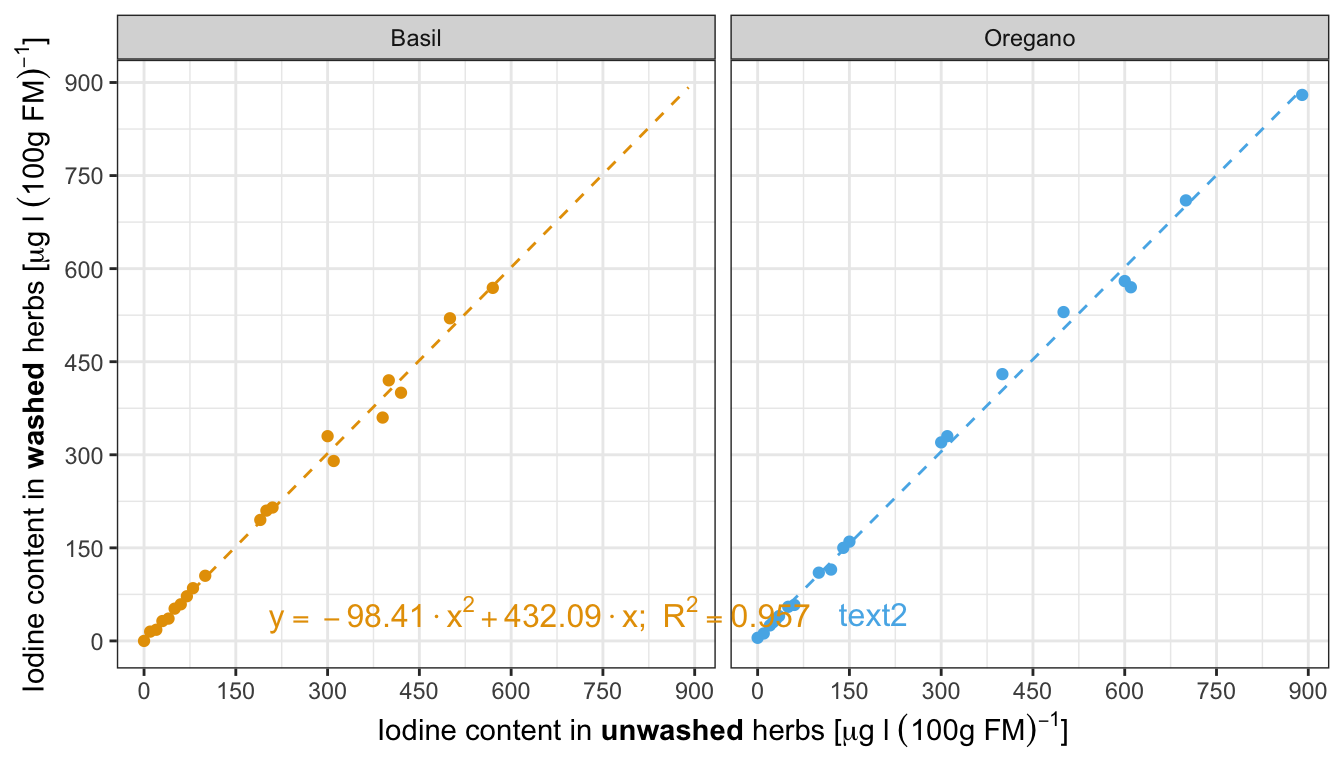 Basil
Oregano
Iodine content in washed herbs [μg I (100g FM)⁻¹]
900
750
600
450
300
150
0
y = −98.41 · x² + 432.09 · x; R² = 0.957
text2
0 150 300 450 600 750 900
0 150 300 450 600 750 900
Iodine content in unwashed herbs [μg I (100g FM)⁻¹]